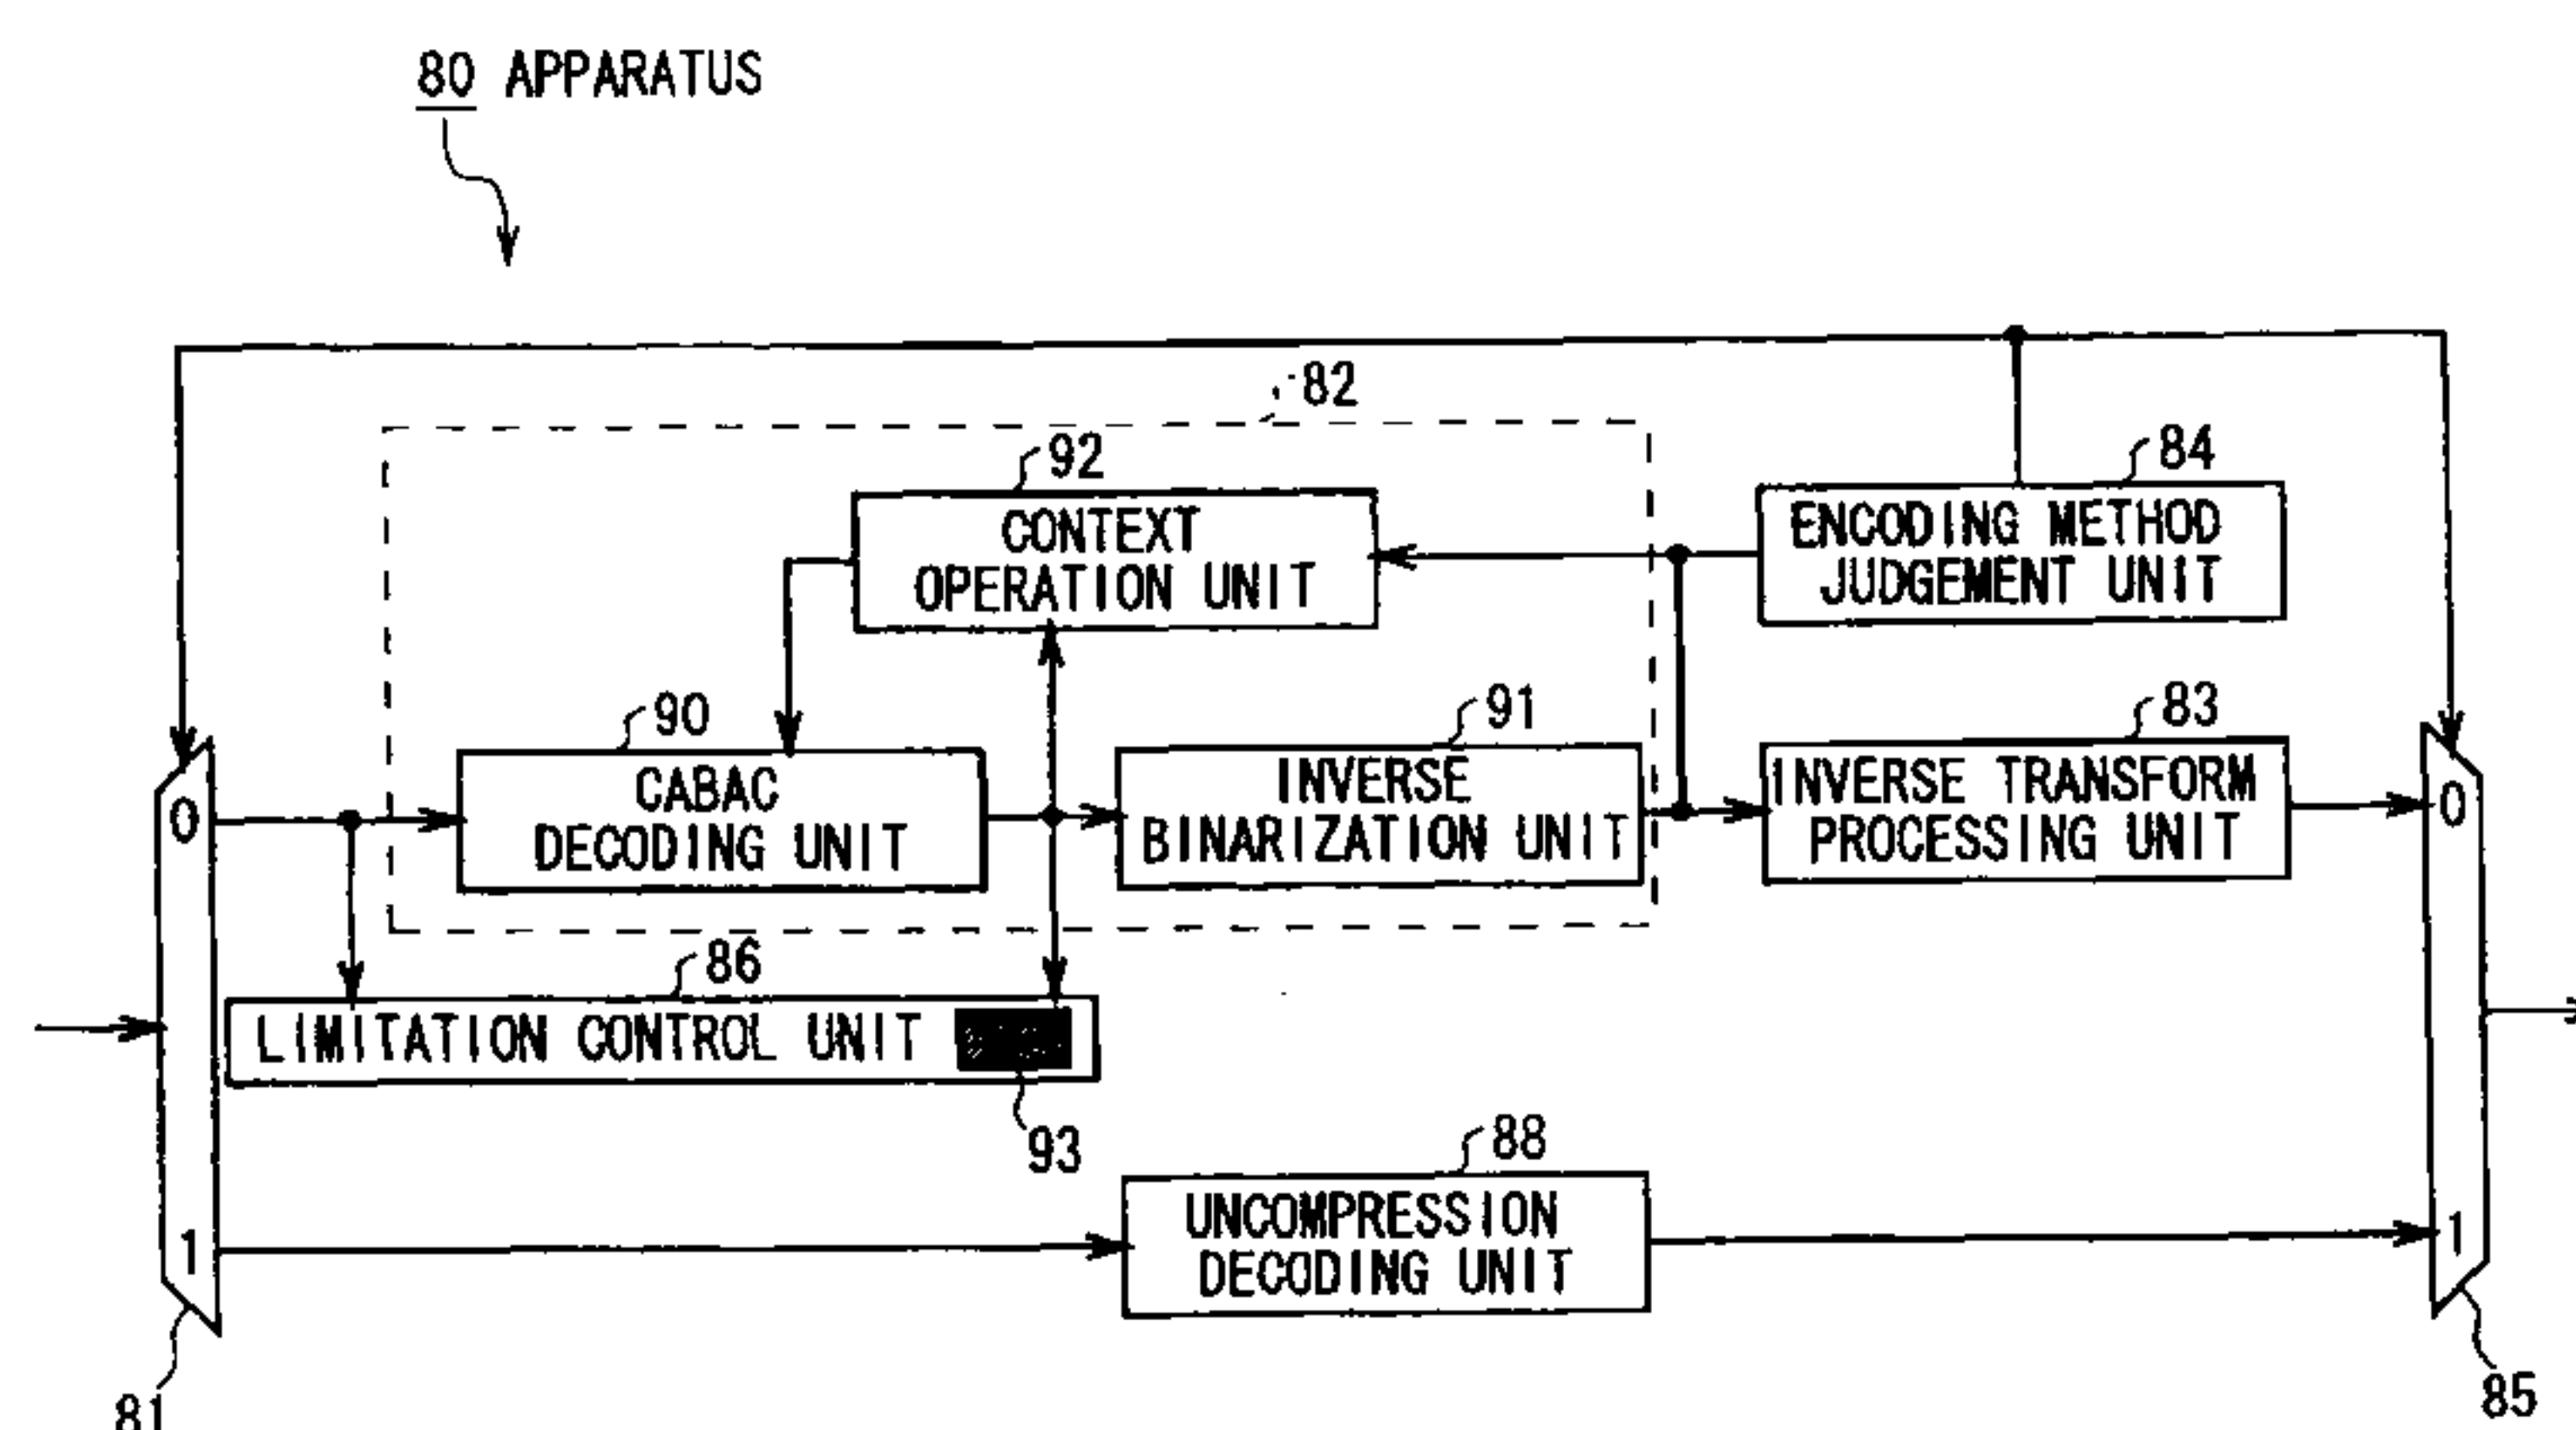 80 APPARATUS
82
92
84
CONTEXT
OPERATION UNIT
ENCODING METHOD
JUDGEMENT UNIT
90
91
83
0
CABAC
DECODING UNIT
INVERSE
BINARIZATION UNIT
INVERSE TRANSFORM
PROCESSING UNIT
0
86
LIMITATION CONTROL UNIT
93
88
1
UNCOMPRESSION
DECODING UNIT
1
81
85